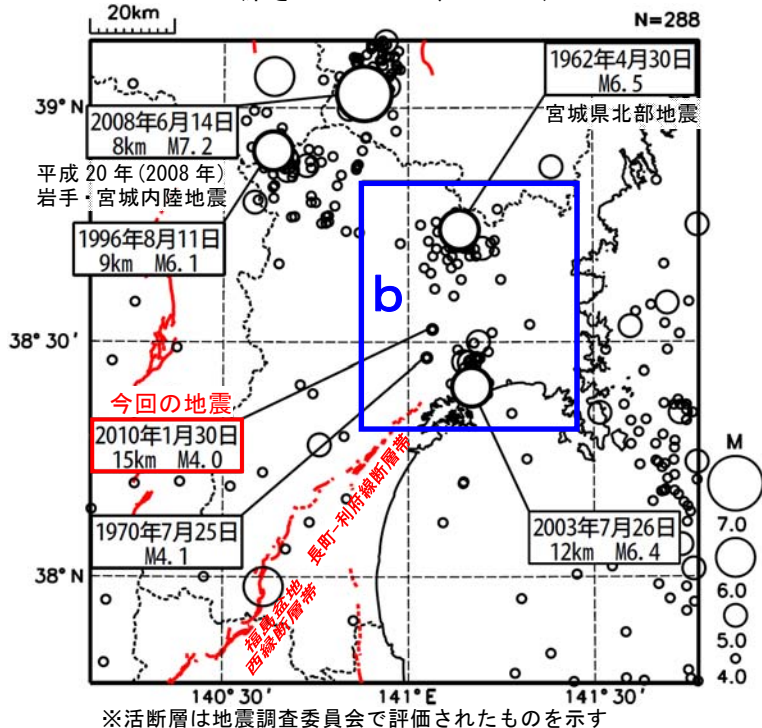 20km
N=288
1962年4月30日
M6.5
宮城県北部地震
39°N
2008年6月14日
8km M7.2
平成 20 年 (2008 年)
岩手・宮城内陸地震
1996年8月11日
9km M6.1
b
38°30′
今回の地震
2010年1月30日
15km M4.0
1970年7月25日
M4.1
長町-利府線断層帯
2003年7月26日
12km M6.4
M
7.0
6.0
5.0
4.0
38°N
福島盆地
西縁断層帯
140°30′
141°E
141°30′
※活断層は地震調査委員会で評価されたものを示す